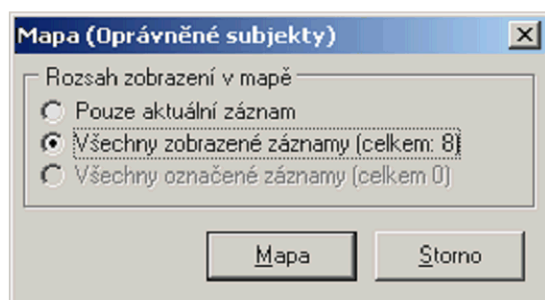 Mapa (Oprávněné subjekty)
Rozsah zobrazení v mapě
Pouze aktuální záznam
Všechny zobrazené záznamy (celkem: 8)
Všechny označené záznamy (celkem 0)
Mapa Storno